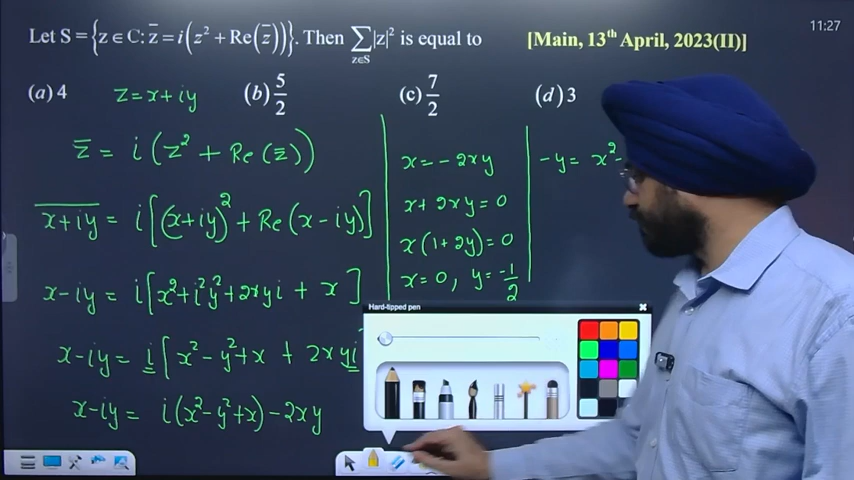 11:27
Let S = {z ∈ C: z̅ = i(z² + Re(z̅))}. Then ∑_{z∈S} |z|² is equal to [Main, 13th April, 2023(II)]
(a) 4 (b) 5/2 (c) 7/2 (d) 3
z = x + iy
z̅ = i(z² + Re(z̅))
\overline{x+iy} = i[(x+iy)² + Re(x-iy)]
x-iy = i[x² + i²y² + 2xyi + x]
x-iy = i[x² - y² + x + 2xyi
x-iy = i(x² - y² + x) - 2xy
x = -2xy
x + 2xy = 0
x(1+2y) = 0
x = 0, y = -1/2
-y = x² -
Hard-tipped pen